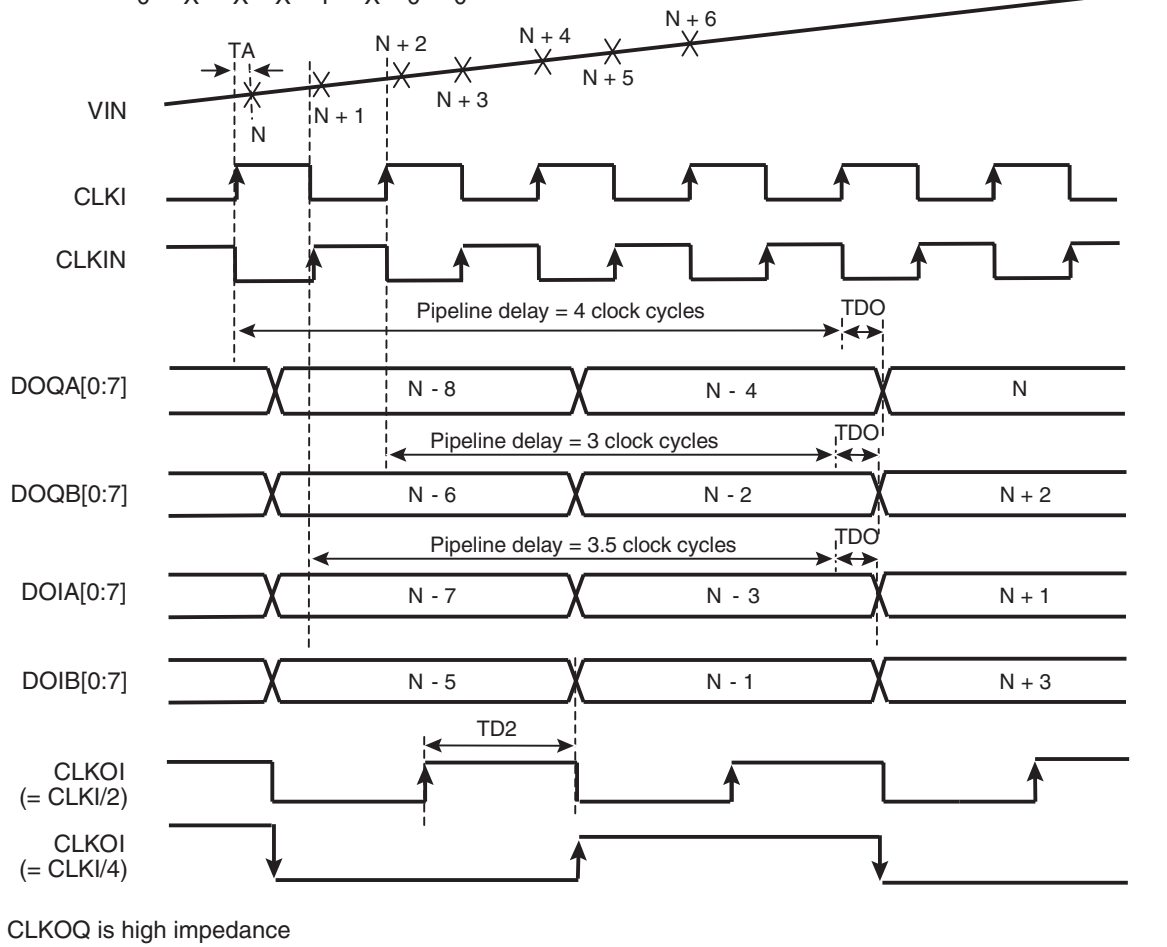 N + 6
N + 4
N + 2
TA
N + 5
N + 3
VIN
N + 1
N
CLKI
CLKIN
Pipeline delay = 4 clock cycles
TDO
DOQA[0:7]
N - 8
N - 4
N
Pipeline delay = 3 clock cycles
TDO
DOQB[0:7]
N - 6
N - 2
N + 2
Pipeline delay = 3.5 clock cycles
TDO
DOIA[0:7]
N - 7
N - 3
N + 1
DOIB[0:7]
N - 5
N - 1
N + 3
TD2
CLKOI
(= CLKI/2)
CLKOI
(= CLKI/4)
CLKOQ is high impedance